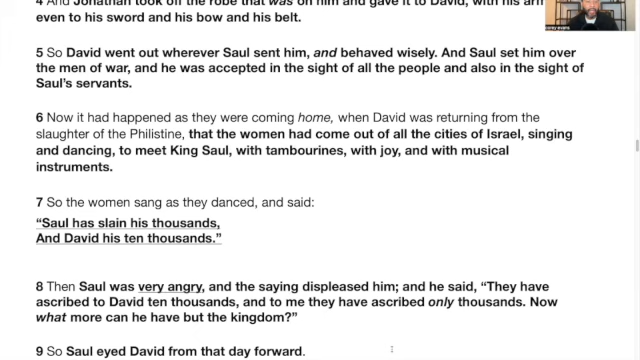 4 And Jonathan took off the robe that was on him and gave it to David, with his arm
even to his sword and his bow and his belt.
5 So David went out wherever Saul sent him, and behaved wisely. And Saul set him over
the men of war, and he was accepted in the sight of all the people and also in the sight of
Saul's servants.
6 Now it had happened as they were coming home, when David was returning from the
slaughter of the Philistine, that the women had come out of all the cities of Israel, singing
and dancing, to meet King Saul, with tambourines, with joy, and with musical
instruments.
7 So the women sang as they danced, and said:
“Saul has slain his thousands,
And David his ten thousands.”
8 Then Saul was very angry, and the saying displeased him; and he said, “They have
ascribed to David ten thousands, and to me they have ascribed only thousands. Now
what more can he have but the kingdom?”
9 So Saul eyed David from that day forward.